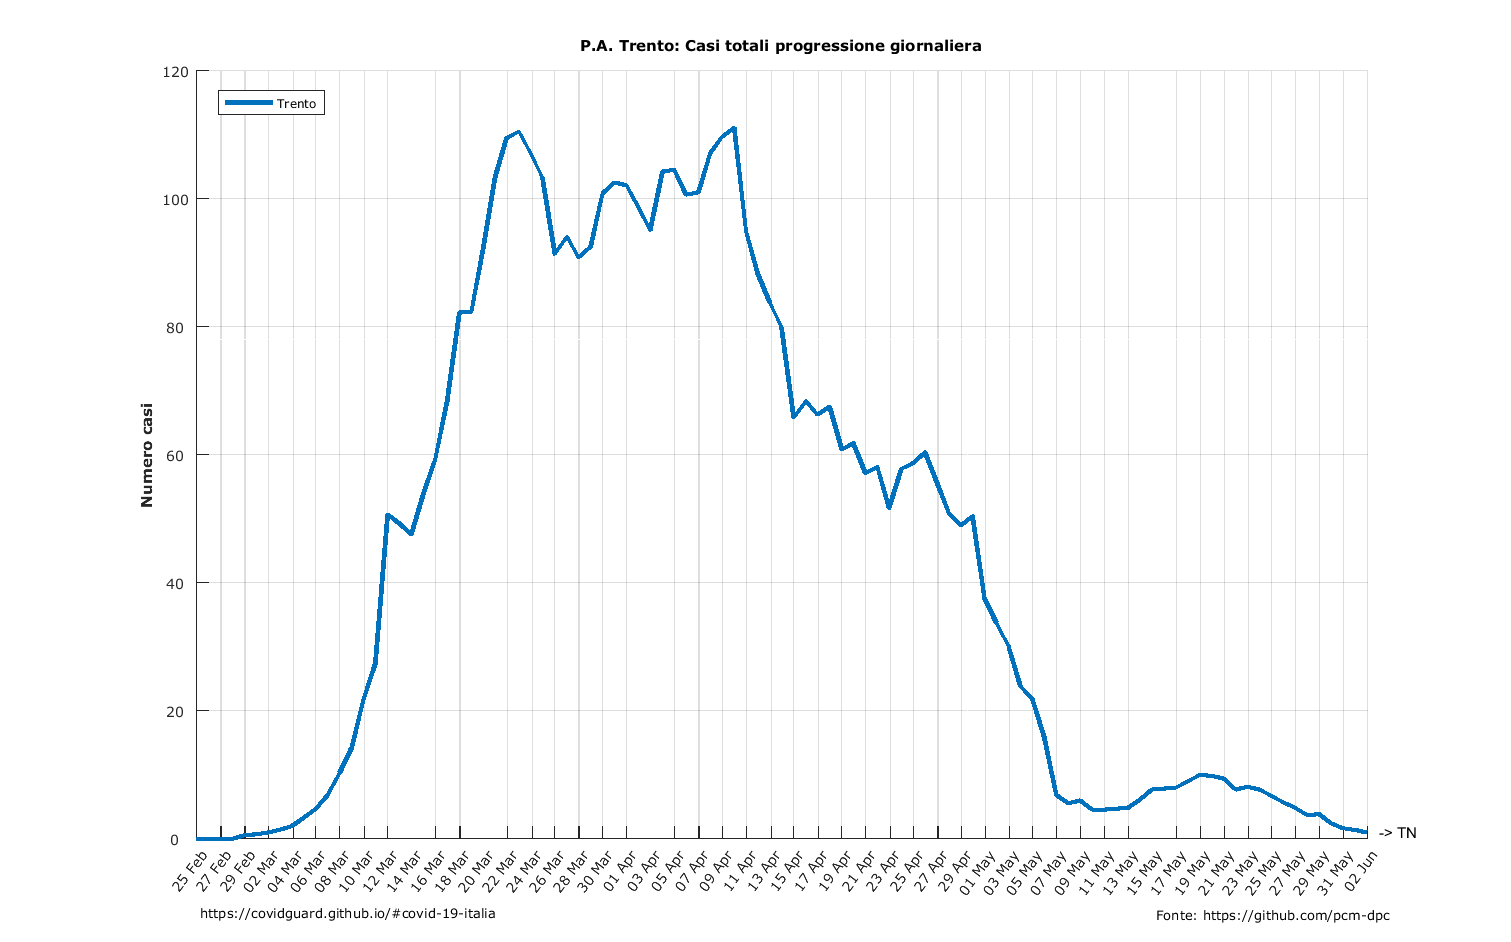 P.A. Trento: Casi totali progressione giornaliera
Trento
Numero casi
120
100
80
60
40
20
0
25 Feb
27 Feb
29 Feb
02 Mar
04 Mar
06 Mar
08 Mar
10 Mar
12 Mar
14 Mar
16 Mar
18 Mar
20 Mar
22 Mar
24 Mar
26 Mar
28 Mar
30 Mar
01 Apr
03 Apr
05 Apr
07 Apr
09 Apr
11 Apr
13 Apr
15 Apr
17 Apr
19 Apr
21 Apr
23 Apr
25 Apr
27 Apr
29 Apr
01 May
03 May
05 May
07 May
09 May
11 May
13 May
15 May
17 May
19 May
21 May
23 May
25 May
27 May
29 May
31 May
02 Jun
-> TN
https://covidguard.github.io/#covid-19-italia
Fonte: https://github.com/pcm-dpc